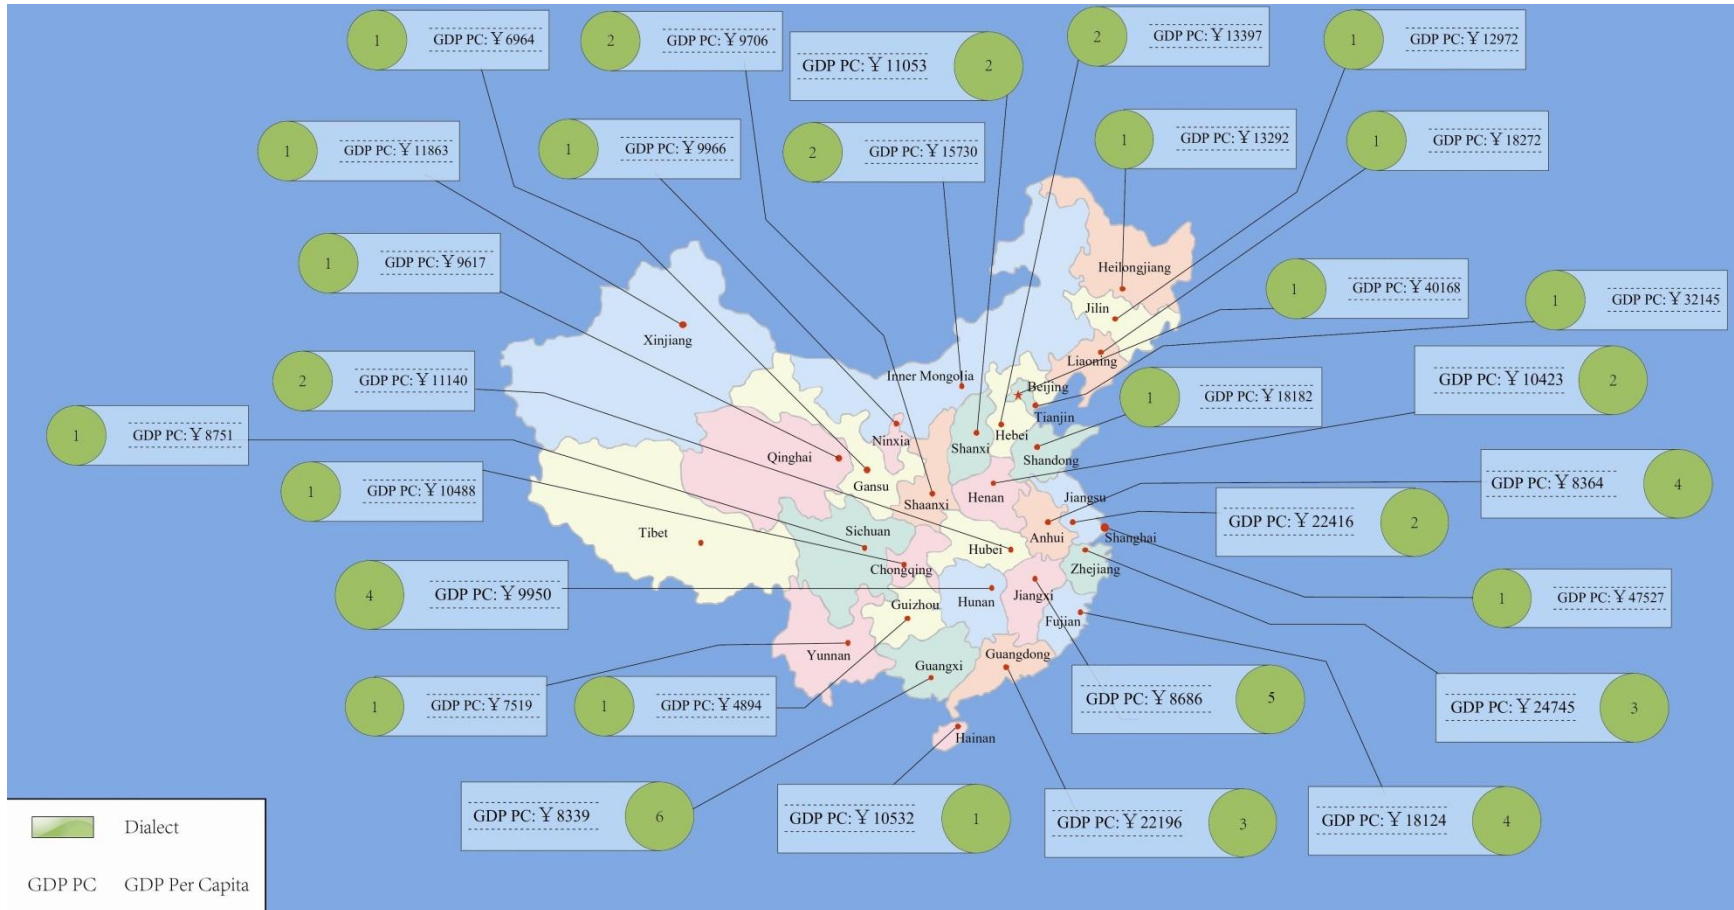 1 GDP PC: ¥ 6964
2 GDP PC: ¥ 9706
GDP PC: ¥ 11053 2
2 GDP PC: ¥ 13397
1 GDP PC: ¥ 12972
1 GDP PC: ¥ 11863
1 GDP PC: ¥ 9966
2 GDP PC: ¥ 15730
1 GDP PC: ¥ 13292
1 GDP PC: ¥ 18272
1 GDP PC: ¥ 9617
1 GDP PC: ¥ 40168
1 GDP PC: ¥ 32145
2 GDP PC: ¥ 11140
GDP PC: ¥ 10423 2
1 GDP PC: ¥ 18182
1 GDP PC: ¥ 8751
1 GDP PC: ¥ 10488
GDP PC: ¥ 8364 4
GDP PC: ¥ 22416 2
4 GDP PC: ¥ 9950
1 GDP PC: ¥ 47527
1 GDP PC: ¥ 7519
1 GDP PC: ¥ 4894
GDP PC: ¥ 8686 5
GDP PC: ¥ 24745 3
GDP PC: ¥ 8339 6
GDP PC: ¥ 10532 1
GDP PC: ¥ 22196 3
GDP PC: ¥ 18124 4
Heilongjiang
Jilin
Xinjiang
Liaoning
Inner Mongolia
Beijing
Tianjin
Hebei
Ninxia
Shanxi
Qinghai
Shandong
Gansu
Henan
Jiangsu
Shaanxi
Tibet
Sichuan
Anhui
Shanghai
Hubei
Chongqing
Zhejiang
Guizhou
Hunan
Jiangxi
Fujian
Yunnan
Guangdong
Guangxi
Hainan
Dialect
GDP PC GDP Per Capita